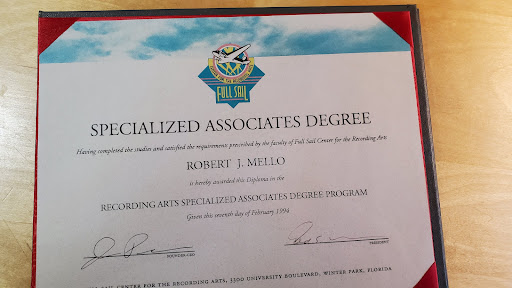 FULL SAIL
SPECIALIZED ASSOCIATES DEGREE
Having completed the studies and satisfied the requirements prescribed by the faculty of Full Sail Center for the Recording Arts
ROBERT J. MELLO
is hereby awarded this Diploma in the
RECORDING ARTS SPECIALIZED ASSOCIATES DEGREE PROGRAM
Given this seventh day of February 1994
FOUNDER/CEO PRESIDENT
SAIL CENTER FOR THE RECORDING ARTS, 3300 UNIVERSITY BOULEVARD, WINTER PARK, FLORIDA